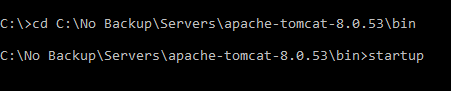 C:\>cd C:\No Backup\Servers\apache-tomcat-8.0.53\bin
C:\No Backup\Servers\apache-tomcat-8.0.53\bin>startup